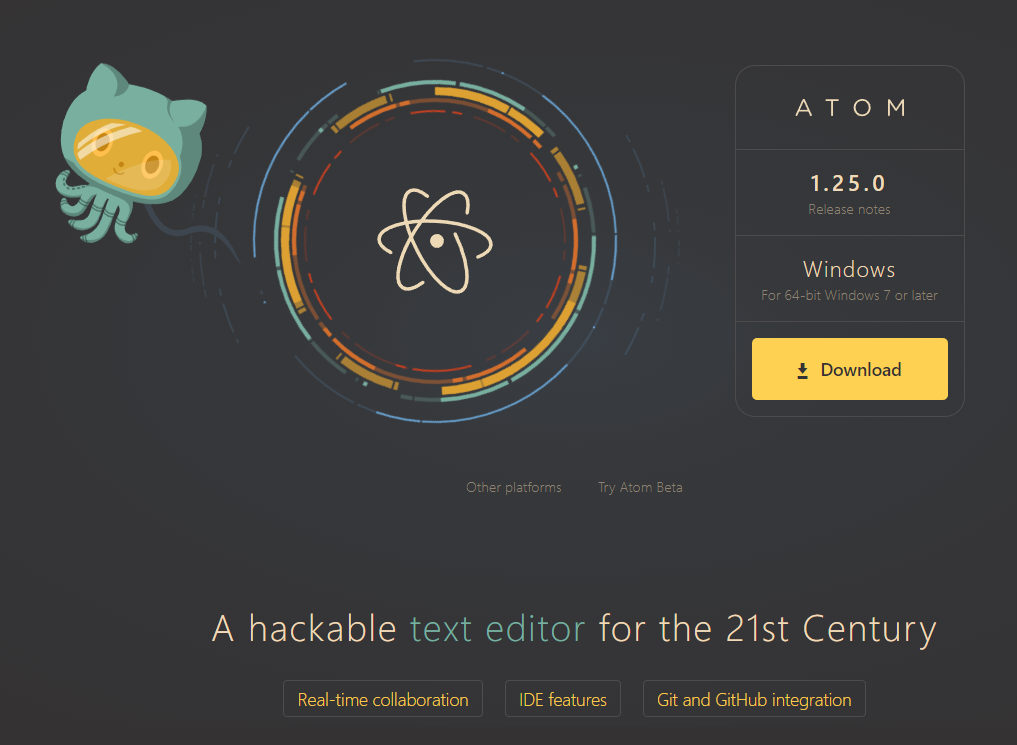 ATOM
1.25.0
Release notes
Windows
For 64-bit Windows 7 or later
Download
Other platforms
Try Atom Beta
A hackable text editor for the 21st Century
Real-time collaboration
IDE features
Git and GitHub integration